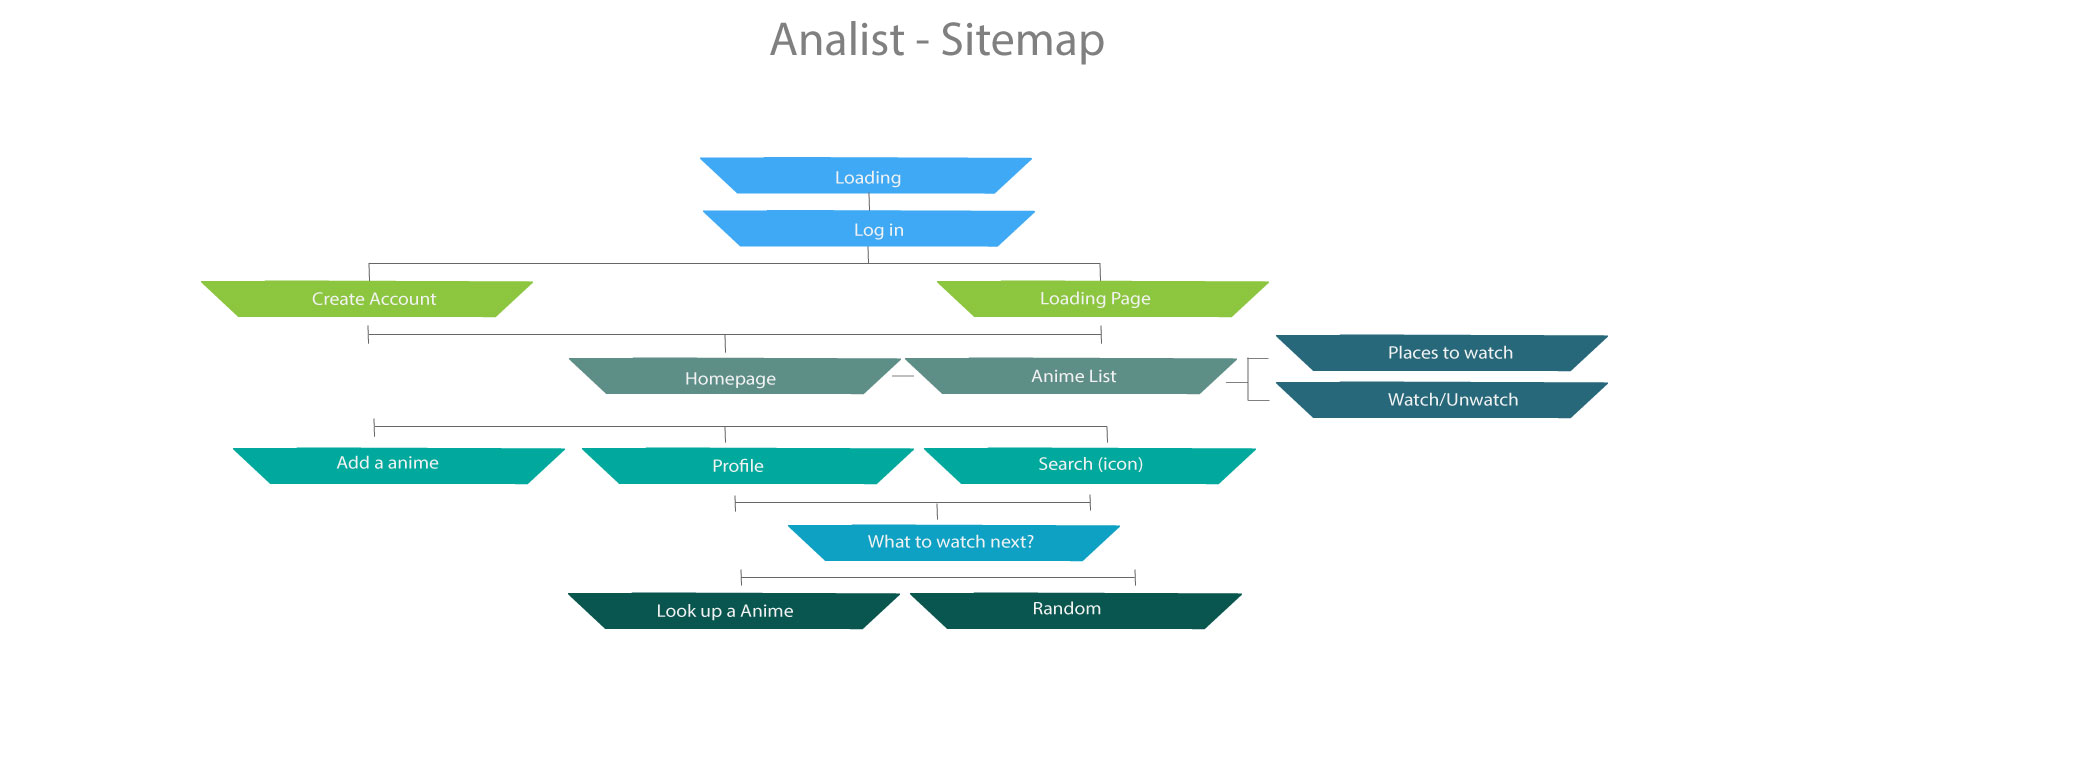 Analist - Sitemap
Loading
Log in
Create Account
Loading Page
Homepage
Anime List
Places to watch
Watch/Unwatch
Add a anime
Profile
Search (icon)
What to watch next?
Look up a Anime
Random